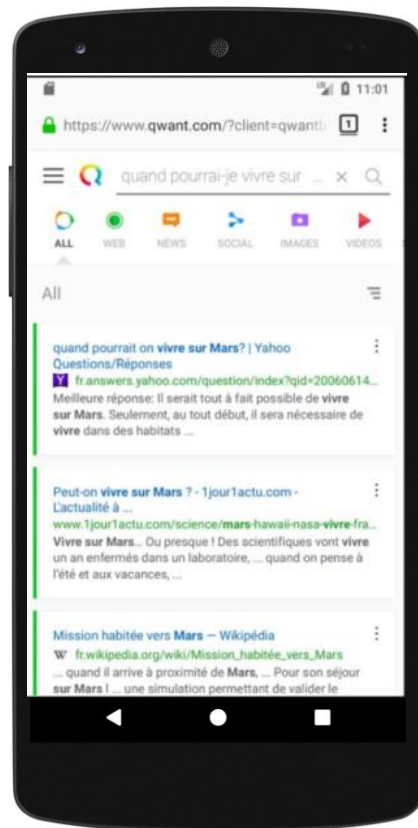 11:01
https://www.qwant.com/?client=qwantb
1
quand pourrai-je vivre sur ...
ALL WEB NEWS SOCIAL IMAGES VIDEOS
All
quand pourrait on vivre sur Mars? | Yahoo
Questions/Réponses
fr.answers.yahoo.com/question/index?qid=20060614...
Meilleure réponse: Il serait tout à fait possible de vivre
sur Mars. Seulement, au tout début, il sera nécessaire de
vivre dans des habitats ...
Peut-on vivre sur Mars ? - 1jour1actu.com -
L'actualité à ...
www.1jour1actu.com/science/mars-hawaii-nasa-vivre-fra...
Vivre sur Mars... Ou presque ! Des scientifiques vont vivre
un an enfermés dans un laboratoire, ... quand on pense à
l'été et aux vacances, ...
Mission habitée vers Mars — Wikipédia
W fr.wikipedia.org/wiki/Mission_habitée_vers_Mars
... quand il arrive à proximité de Mars, ... Pour son séjour
sur Mars l ... une simulation permettant de valider le